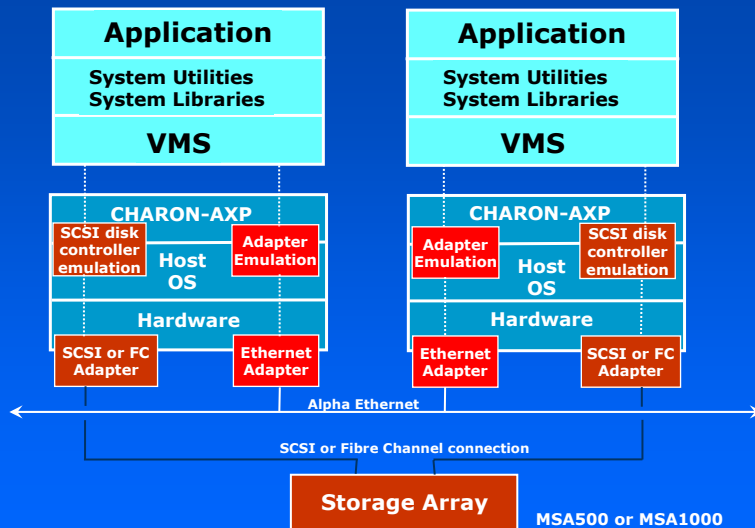 Application
System Utilities
System Libraries
VMS
CHARON-AXP
SCSI disk
controller
emulation
Adapter
Emulation
Host
OS
Hardware
SCSI or FC
Adapter
Ethernet
Adapter
Application
System Utilities
System Libraries
VMS
CHARON-AXP
Adapter
Emulation
SCSI disk
controller
emulation
Host
OS
Hardware
Ethernet
Adapter
SCSI or FC
Adapter
Alpha Ethernet
SCSI or Fibre Channel connection
Storage Array
MSA500 or MSA1000